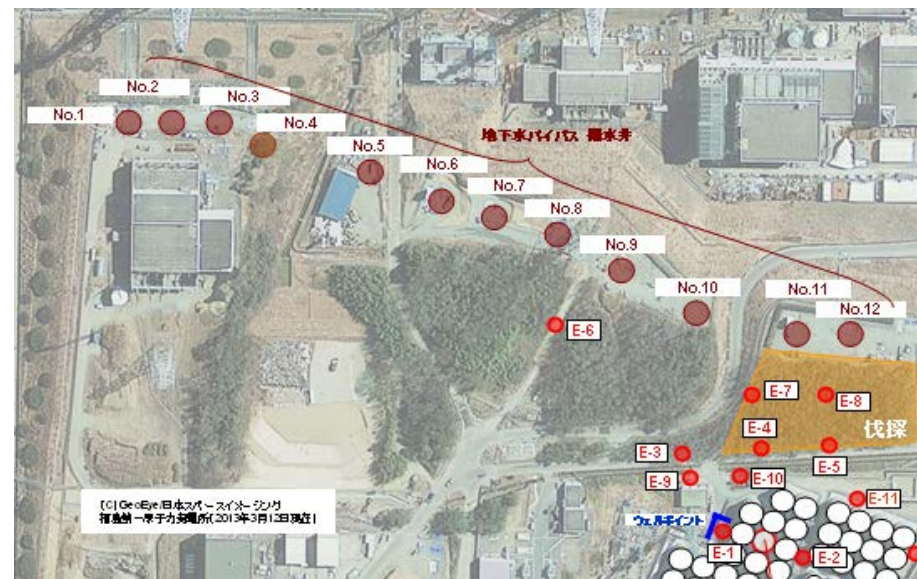 No.2
No.3
No.1
No.4
地下水バイパス 揚水井
No.5
No.6
No.7
No.8
No.9
No.10
No.11
No.12
E-6
E-7
E-8
伐採
E-4
E-3
E-5
E-9
E-10
E-11
(C)GeoEye/日本スペースイメージング
福島第一原子力発電所(2013年3月12日現在)
ウェルポイント
E-1
E-2